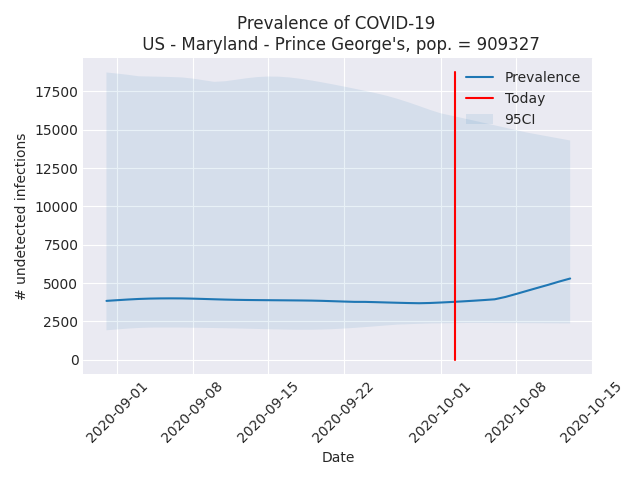 Prevalence of COVID-19
US - Maryland - Prince George's, pop. = 909327
Prevalence
Today
95CI
17500
15000
12500
10000
7500
5000
2500
0
# undetected infections
2020-09-01
2020-09-08
2020-09-15
2020-09-22
2020-10-01
2020-10-08
2020-10-15
Date